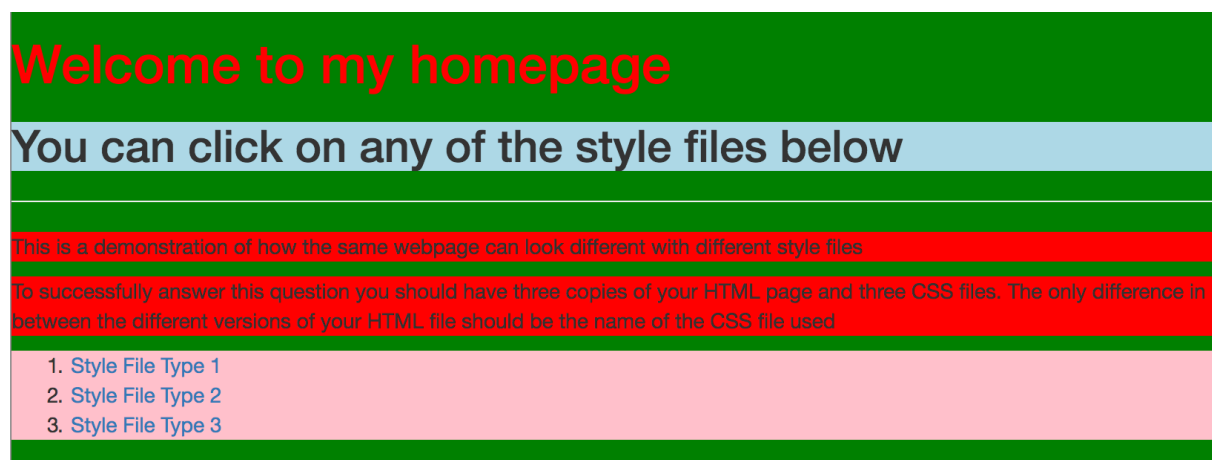 Welcome to my homepage
You can click on any of the style files below
This is a demonstration of how the same webpage can look different with different style files
To successfully answer this question you should have three copies of your HTML page and three CSS files. The only difference in
between the different versions of your HTML file should be the name of the CSS file used
1. Style File Type 1
2. Style File Type 2
3. Style File Type 3